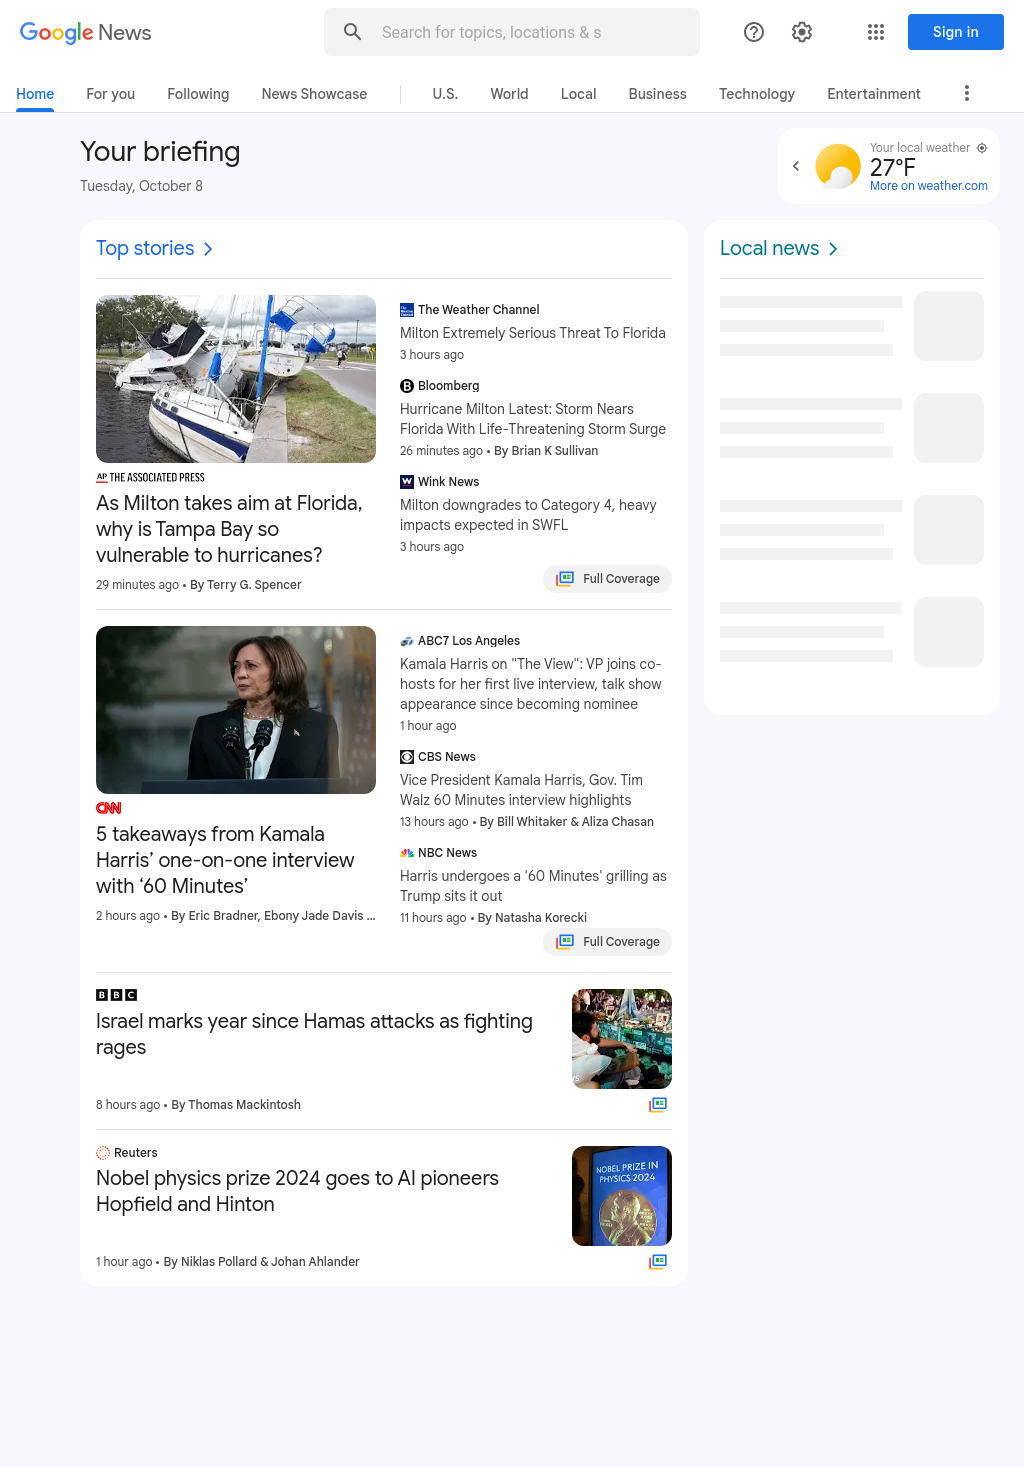 Google News
Search for topics, locations & s
Sign in
Home
For you
Following
News Showcase
U.S.
World
Local
Business
Technology
Entertainment
Your briefing
Tuesday, October 8
Your local weather
27°F
More on weather.com
Top stories
THE ASSOCIATED PRESS
AP
As Milton takes aim at Florida,
why is Tampa Bay so
vulnerable to hurricanes?
29 minutes ago • By Terry G. Spencer
The Weather Channel
Milton Extremely Serious Threat To Florida
3 hours ago
Bloomberg
Hurricane Milton Latest: Storm Nears
Florida With Life-Threatening Storm Surge
26 minutes ago • By Brian K Sullivan
Wink News
Milton downgrades to Category 4, heavy
impacts expected in SWFL
3 hours ago
Full Coverage
CNN
5 takeaways from Kamala
Harris’ one-on-one interview
with ‘60 Minutes’
2 hours ago • By Eric Bradner, Ebony Jade Davis ...
ABC7 Los Angeles
Kamala Harris on "The View": VP joins co-
hosts for her first live interview, talk show
appearance since becoming nominee
1 hour ago
CBS News
Vice President Kamala Harris, Gov. Tim
Walz 60 Minutes interview highlights
13 hours ago • By Bill Whitaker & Aliza Chasan
NBC News
Harris undergoes a '60 Minutes' grilling as
Trump sits it out
11 hours ago • By Natasha Korecki
Full Coverage
BBC
Israel marks year since Hamas attacks as fighting
rages
8 hours ago • By Thomas Mackintosh
Reuters
Nobel physics prize 2024 goes to AI pioneers
Hopfield and Hinton
1 hour ago • By Niklas Pollard & Johan Ahlander
NOBEL PRIZE IN
PHYSICS 2024
Local news